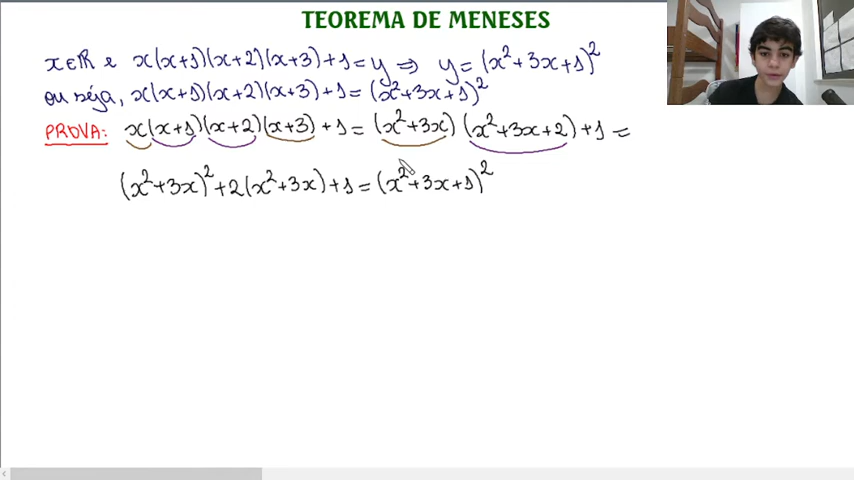 TEOREMA DE MENESES
x∈ℝ e x(x+1)(x+2)(x+3)+1=y ⇒ y=(x²+3x+1)²
ou séja, x(x+1)(x+2)(x+3)+1=(x²+3x+1)²
PROVA: x(x+1)(x+2)(x+3)+1=(x²+3x)(x²+3x+2)+1=
(x²+3x)²+2(x²+3x)+1=(x²+3x+1)²